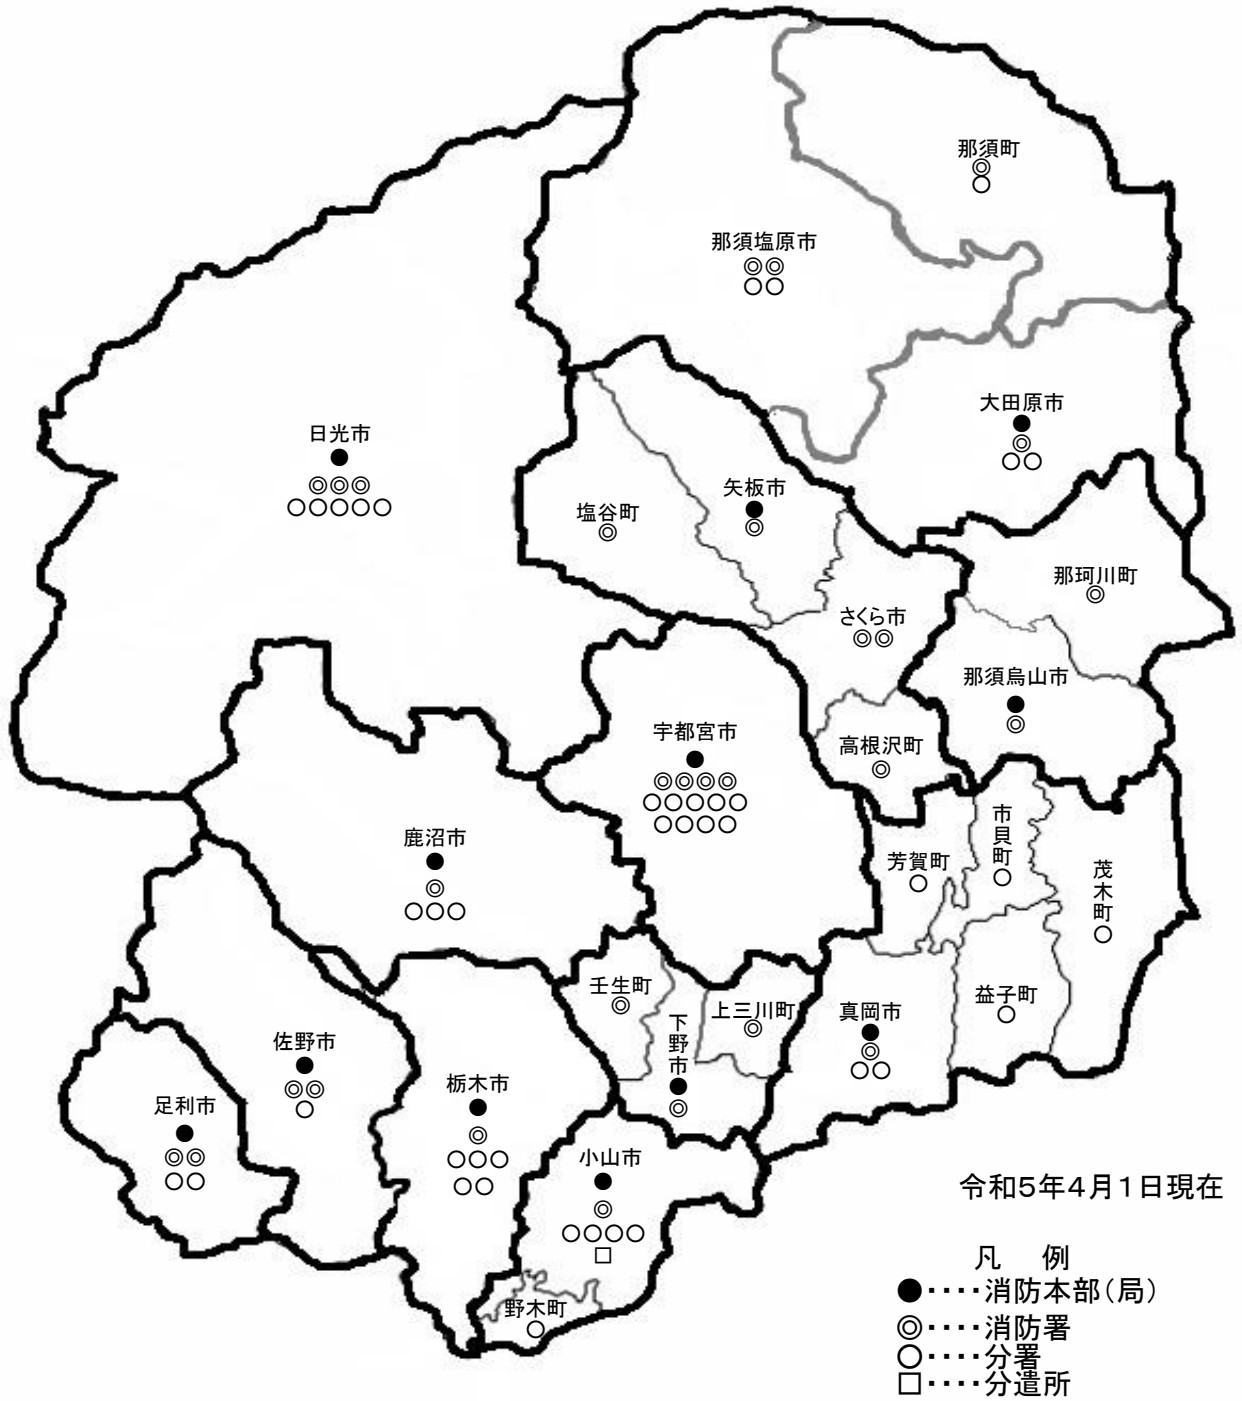 那須町
◎
○
那須塩原市
◎◎
○○
大田原市
●
◎
○○
日光市
●
◎◎◎
○○○○○
矢板市
●
◎
塩谷町
◎
那珂川町
◎
さくら市
◎◎
那須烏山市
●
◎
宇都宮市
●
◎◎◎◎
○○○○○
○○○○
高根沢町
◎
市貝町
○
鹿沼市
●
◎
○○○
芳賀町
○
茂木町
○
壬生町
◎
益子町
○
上三川町
◎
真岡市
●
◎
○○
下野市
●
◎
佐野市
●
◎◎
○
栃木市
●
◎
○○○
○○
足利市
●
◎◎
○○
小山市
●
◎
○○○○
□
野木町
○
令和5年4月1日現在
凡 例
●・・・・消防本部(局)
◎・・・・消防署
○・・・・分署
□・・・・分遣所